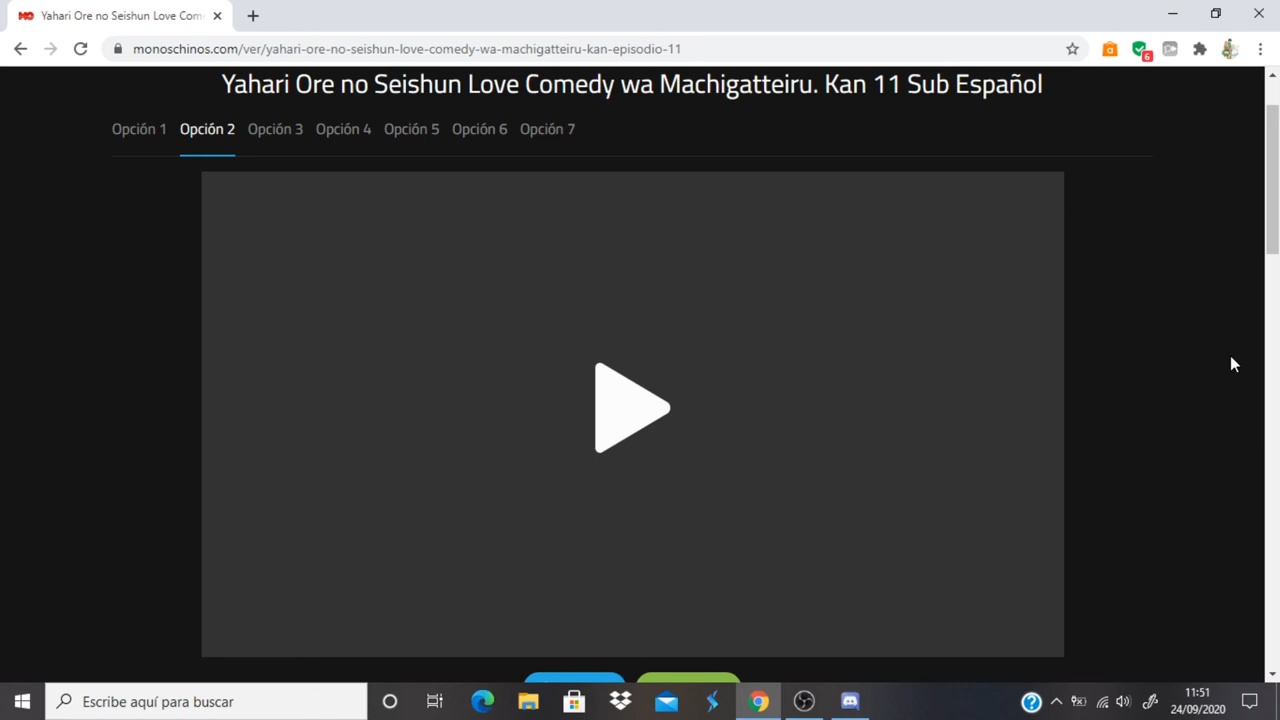 Yahari Ore no Seishun Love Com
monoschinos.com/ver/yahari-ore-no-seishun-love-comedy-wa-machigatteiru-kan-episodio-11
6
Yahari Ore no Seishun Love Comedy wa Machigatteiru. Kan 11 Sub Español
Opción 1 Opción 2 Opción 3 Opción 4 Opción 5 Opción 6 Opción 7
Escribe aquí para buscar
11:51
24/09/2020